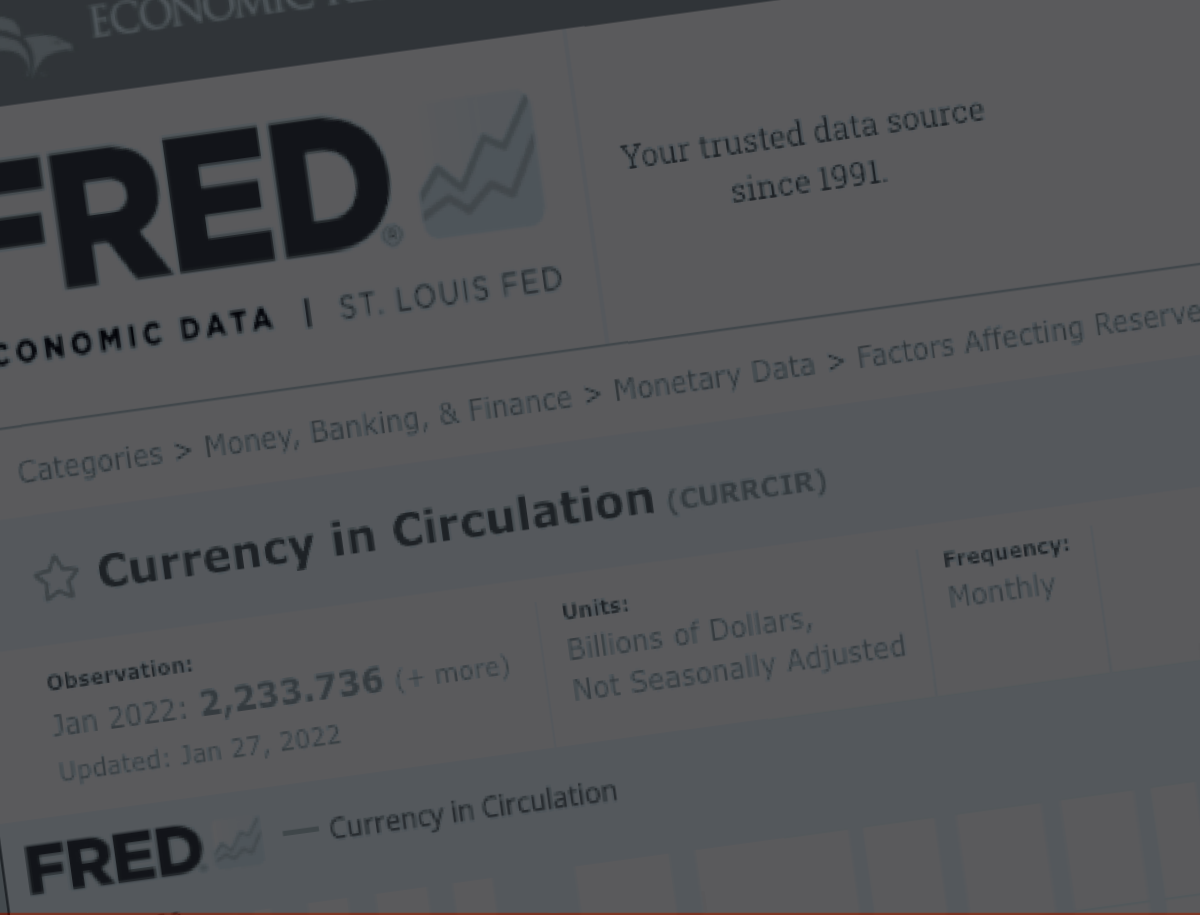 ECONOMIC
FRED®
Your trusted data source
since 1991.
CONOMIC DATA | ST. LOUIS FED
Categories > Money, Banking, & Finance > Monetary Data > Factors Affecting Reserve
Currency in Circulation (CURRCIR)
Observation:
Jan 2022: 2,233.736 (+ more)
Updated: Jan 27, 2022
Units:
Billions of Dollars,
Not Seasonally Adjusted
Frequency:
Monthly
FRED — Currency in Circulation